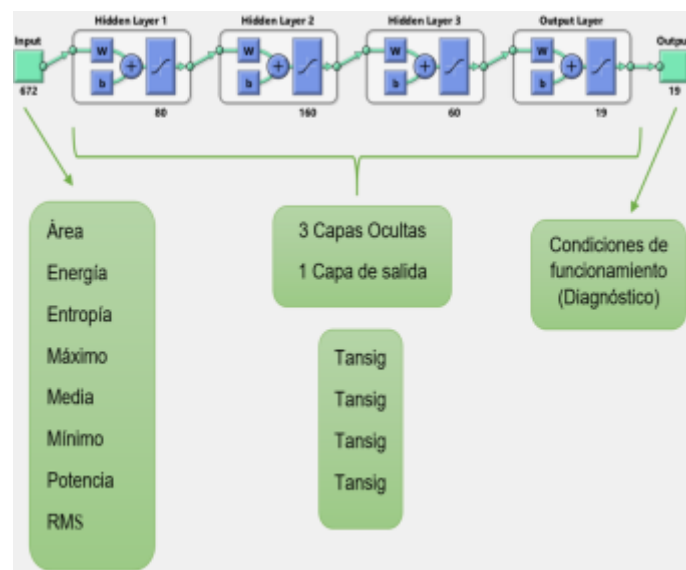 Hidden Layer 1
Hidden Layer 2
Hidden Layer 3
Output Layer
Input
Output
W
b
W
b
W
b
W
b
672
80
160
60
19
19
Área
Energía
Entropía
Máximo
Media
Mínimo
Potencia
RMS
3 Capas Ocultas
1 Capa de salida
Tansig
Tansig
Tansig
Tansig
Condiciones de
funcionamiento
(Diagnóstico)